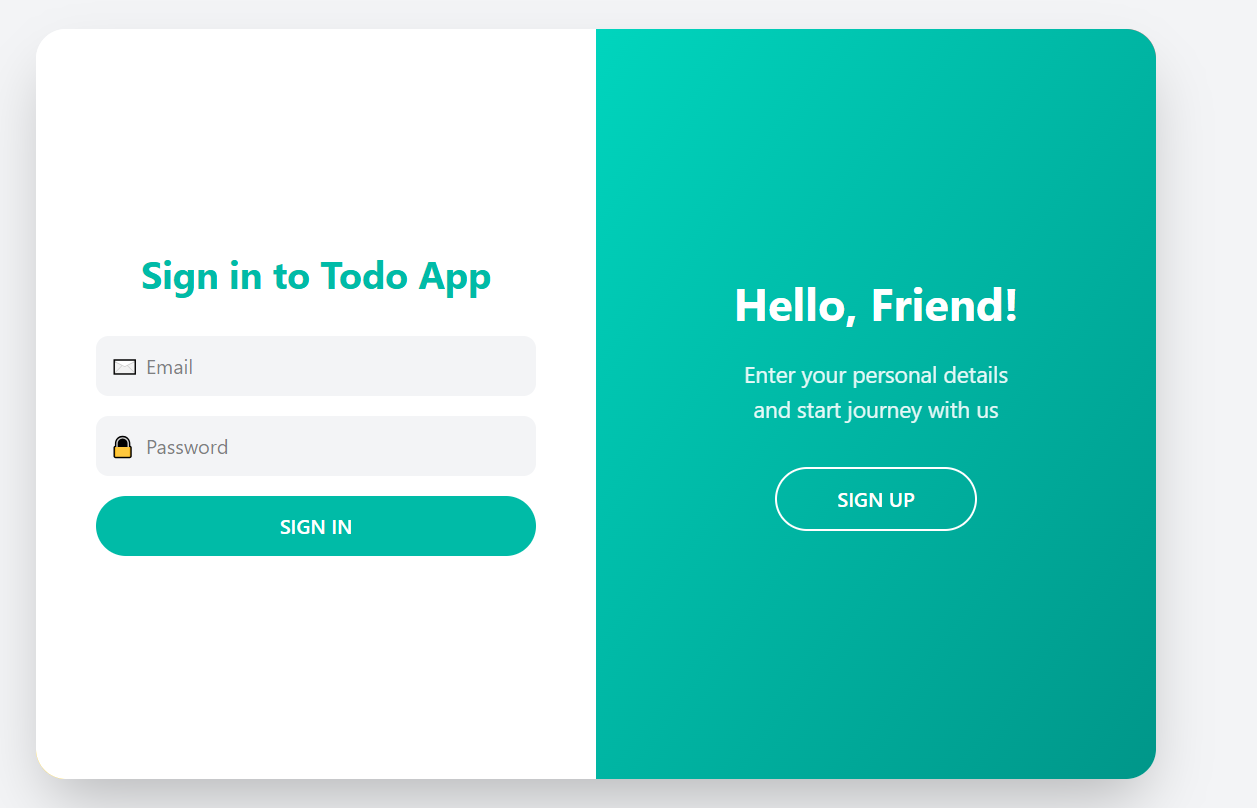 Sign in to Todo App
Email
Password
SIGN IN
Hello, Friend!
Enter your personal details
and start journey with us
SIGN UP